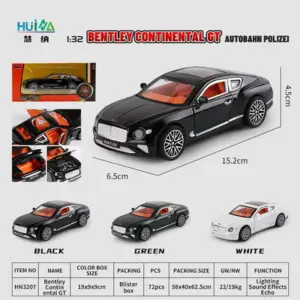 HUINA
慧纳
1:32 BENTLEY CONTINENTAL GT AUTOBAHN POLIZEI
4.5cm
15.2cm
6.5cm
BLACK GREEN WHITE
ITEM NO NAME COLOR BOX SIZE PACKING PCS PACKING SIZE GW/NW FUNCTION
HN3207 Bentley Continental GT 19x9x9cm Blister box 72pcs 58x40x62.5cm 22/19kg Lighting Sound Effects Echo